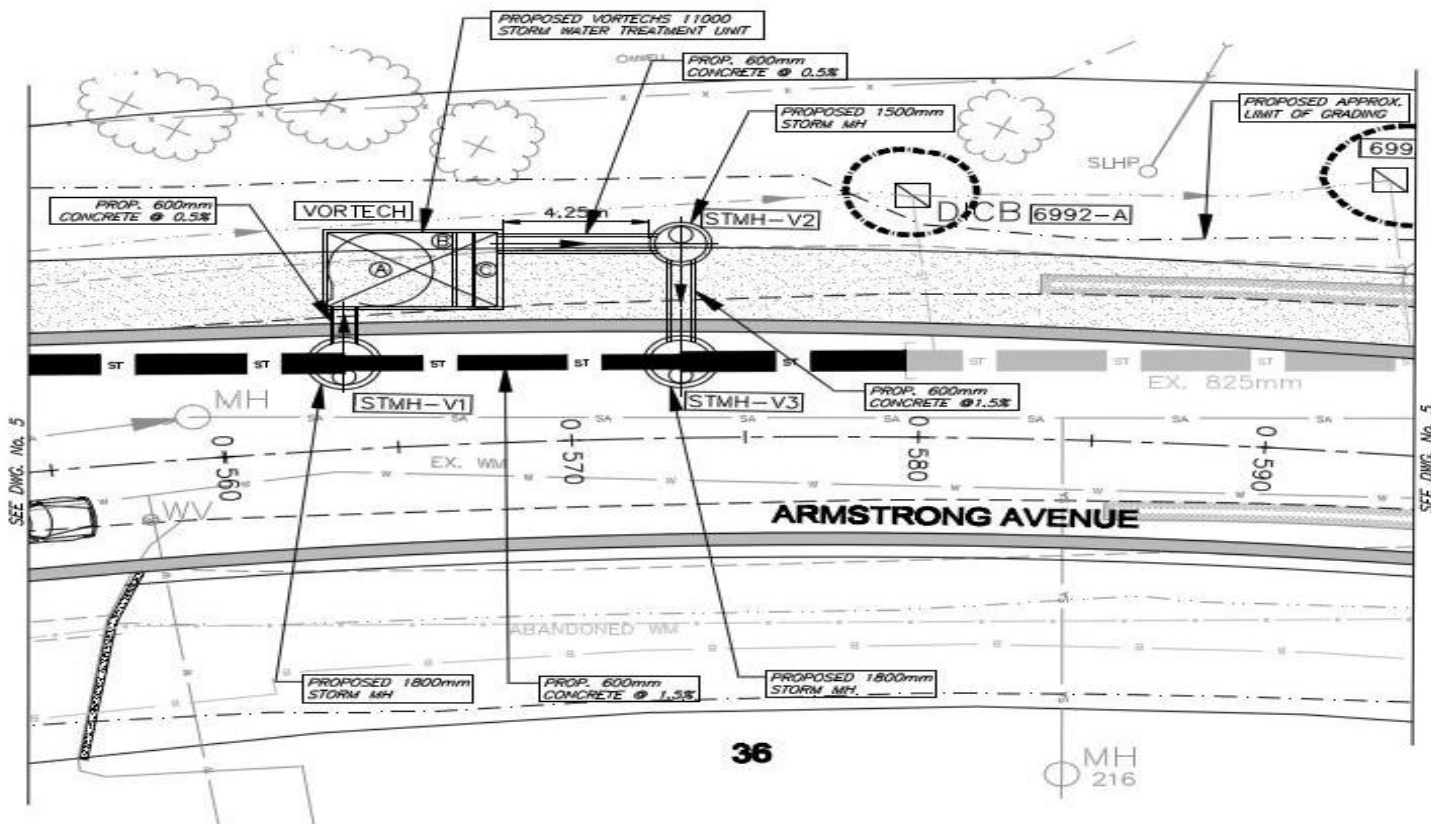 PROPOSED VORTECHS 11000
STORM WATER TREATMENT UNIT
PROP. 600mm
CONCRETE @ 0.5%
PROPOSED 1500mm
STORM MH
PROPOSED APPROX.
LIMIT OF GRADING
SLHP
699
PROP. 600mm
CONCRETE @ 0.5%
VORTECH
4.25m
STMH-V2
6992-A
A
B
C
ST
ST
ST
ST
ST
ST
ST
ST
EX. 825mm
MH
STMH-V1
STMH-V3
PROP. 600mm
CONCRETE @1.5%
SA
SA
SA
SA
SA
SA
SA
SA
0-560
0-570
0-580
0-590
EX. WM
W
W
W
W
W
W
W
WV
SEE DWG. No. 5
SEE DWG. No. 5
ARMSTRONG AVENUE
ABANDONED WM
PROPOSED 1800mm
STORM MH
PROP. 600mm
CONCRETE @ 1.5%
PROPOSED 1800mm
STORM MH
36
MH
216